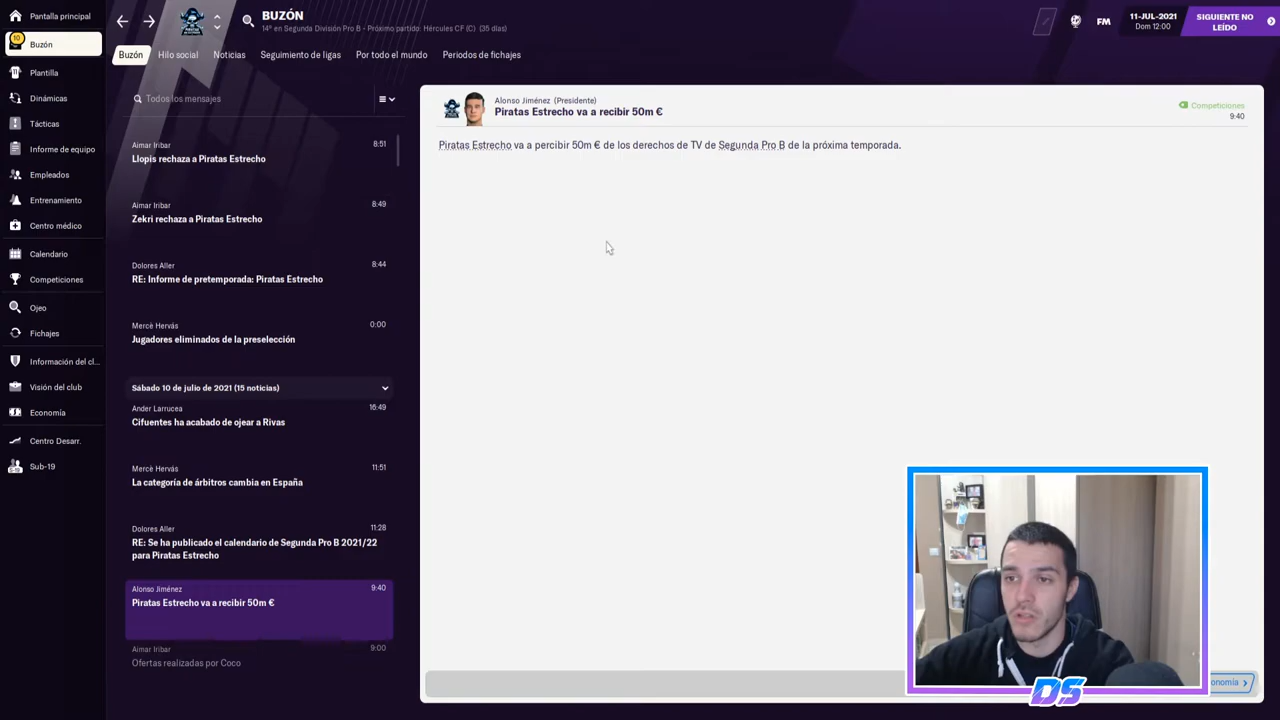 Pantalla principal
BUZÓN
14º en Segunda División Pro B - Próximo partido: Hércules CF (C) (35 días)
FM
11-JUL-2021
Dom 12:00
SIGUIENTE NO
LEÍDO
10
Buzón
Plantilla
Dinámicas
Tácticas
Informe de equipo
Empleados
Entrenamiento
Centro médico
Calendario
Competiciones
Ojeo
Fichajes
Información del cl...
Visión del club
Economía
Centro Desarr.
Sub-19
Buzón
Hilo social
Noticias
Seguimiento de ligas
Por todo el mundo
Periodos de fichajes
Todos los mensajes
Aimar Iribar
8:51
Llopis rechaza a Piratas Estrecho
Aimar Iribar
8:49
Zekri rechaza a Piratas Estrecho
Dolores Aller
8:44
RE: Informe de pretemporada: Piratas Estrecho
Mercè Hervás
0:00
Jugadores eliminados de la preselección
Sábado 10 de julio de 2021 (15 noticias)
Ander Larrucea
16:49
Cifuentes ha acabado de ojear a Rivas
Mercè Hervás
11:51
La categoría de árbitros cambia en España
Dolores Aller
11:28
RE: Se ha publicado el calendario de Segunda Pro B 2021/22
para Piratas Estrecho
Alonso Jiménez
9:40
Piratas Estrecho va a recibir 50m €
Aimar Iribar
9:00
Ofertas realizadas por Coco
Alonso Jiménez (Presidente)
Piratas Estrecho va a recibir 50m €
Competiciones
9:40
Piratas Estrecho va a percibir 50m € de los derechos de TV de Segunda Pro B de la próxima temporada.
onomía
DS